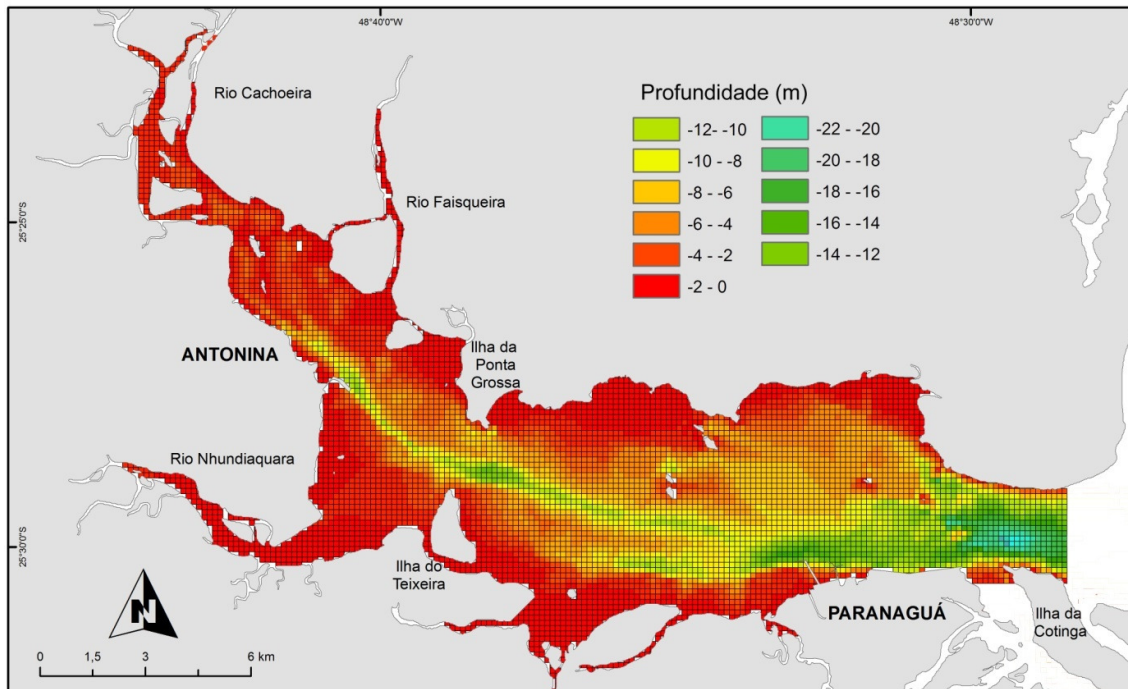 48°40'0"W
48°30'0"W
Rio Cachoeira
Profundidade (m)
-12 - -10
-22 - -20
-10 - -8
-20 - -18
-8 - -6
-18 - -16
-6 - -4
-16 - -14
-4 - -2
-14 - -12
-2 - 0
Rio Faisqueira
25°25'0"S
ANTONINA
Ilha da
Ponta
Grossa
Rio Nhundiaquara
25°30'0"S
Ilha do
Teixeira
PARANAGUÁ
Ilha da
Cotinga
N
0 1,5 3 6 km